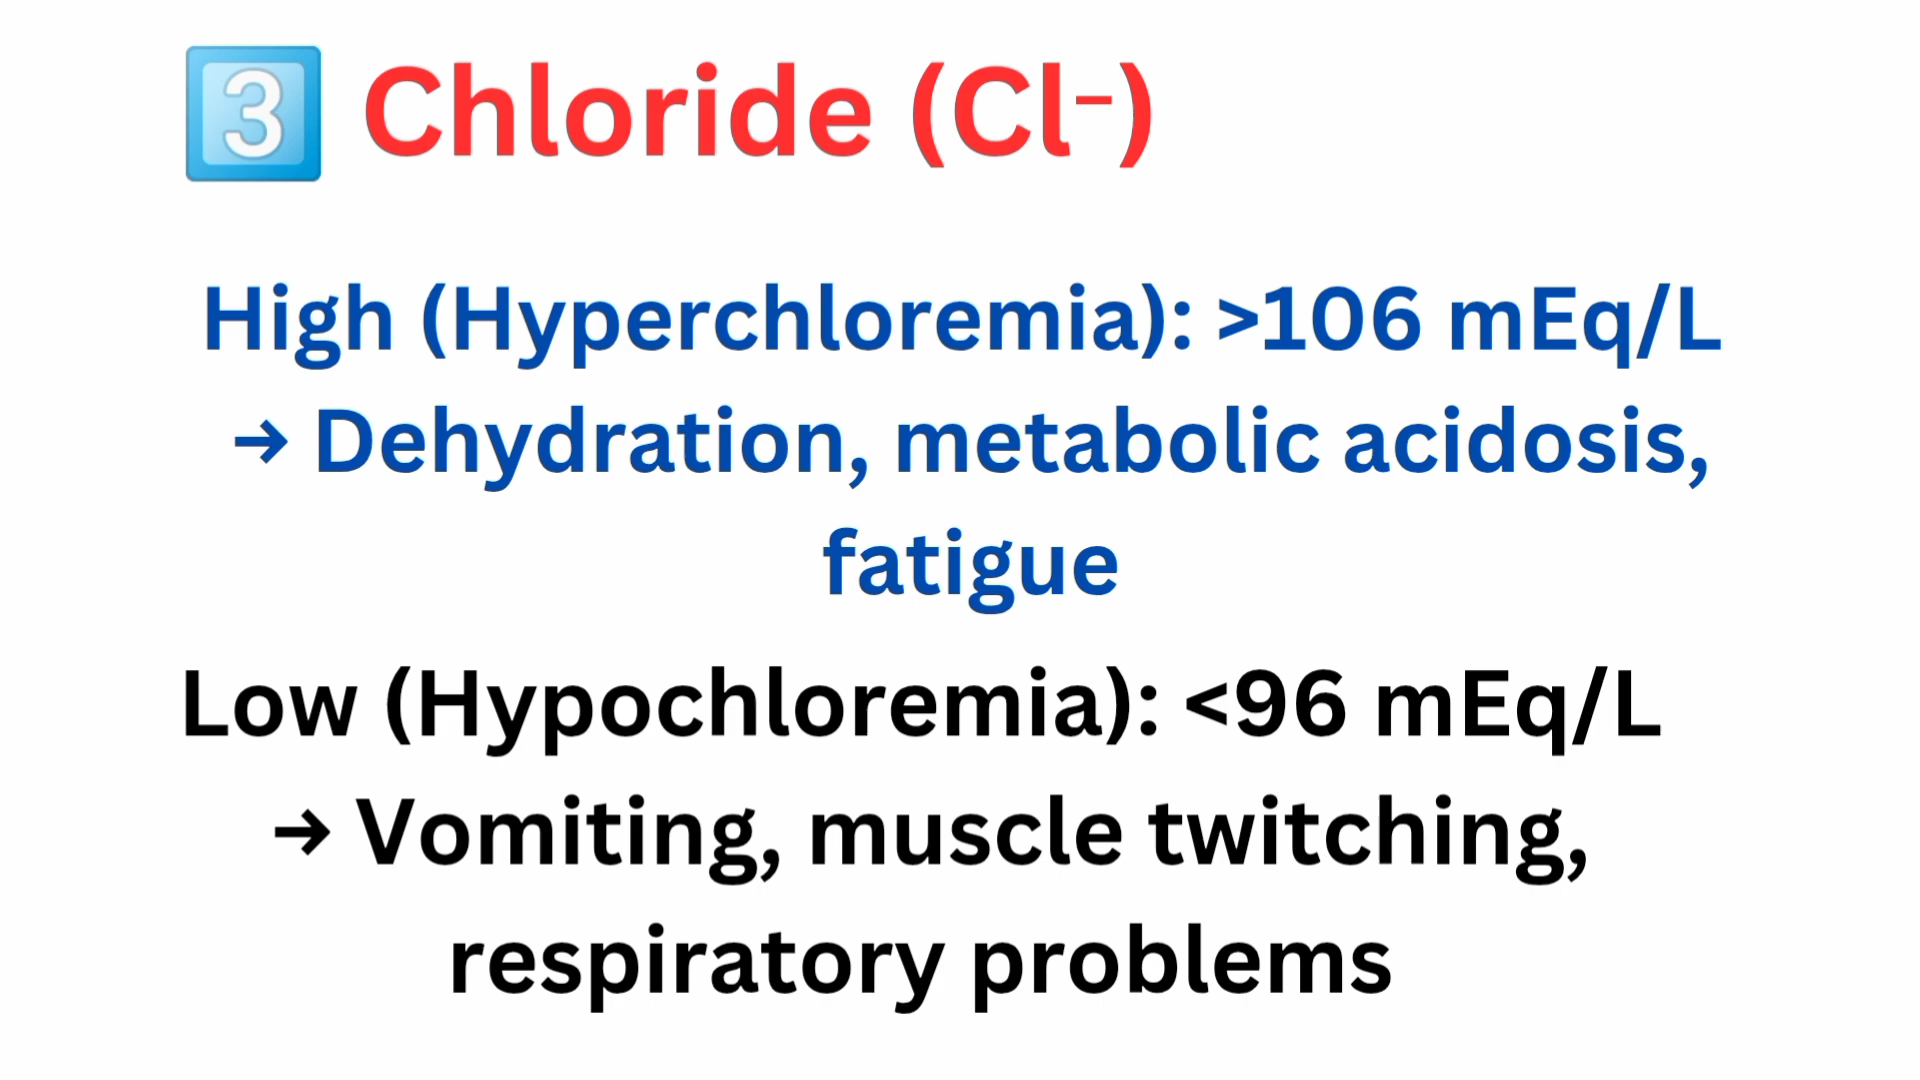 3️⃣ Chloride (Cl⁻)
High (Hyperchloremia): >106 mEq/L
→ Dehydration, metabolic acidosis,
fatigue
Low (Hypochloremia): <96 mEq/L
→ Vomiting, muscle twitching,
respiratory problems